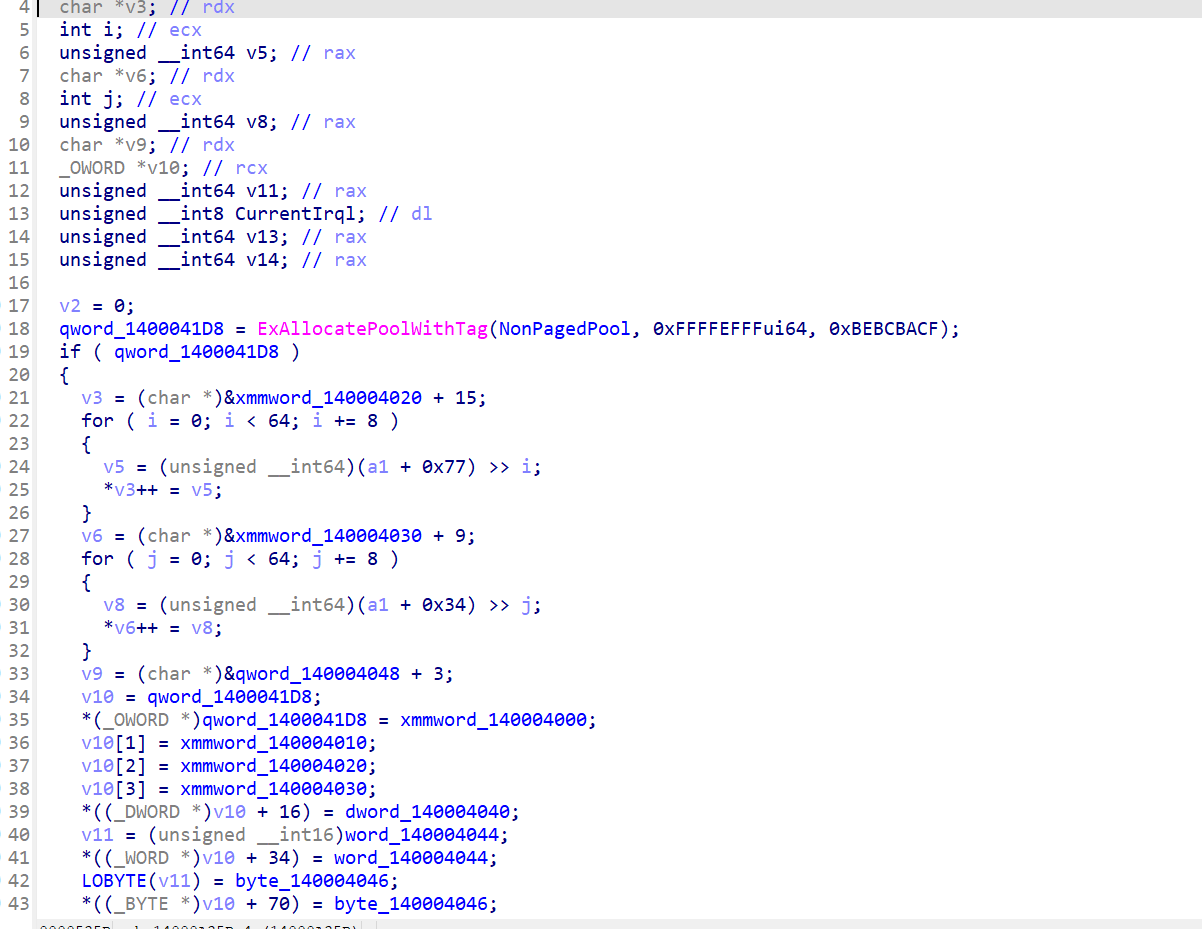 4 char *v3; // rdx
5 int i; // ecx
6 unsigned __int64 v5; // rax
7 char *v6; // rdx
8 int j; // ecx
9 unsigned __int64 v8; // rax
10 char *v9; // rdx
11 _OWORD *v10; // rcx
12 unsigned __int64 v11; // rax
13 unsigned __int8 CurrentIrql; // dl
14 unsigned __int64 v13; // rax
15 unsigned __int64 v14; // rax
16
17 v2 = 0;
18 qword_1400041D8 = ExAllocatePoolWithTag(NonPagedPool, 0xFFFFEFFFui64, 0xBEBCBACF);
19 if ( qword_1400041D8 )
20 {
21 v3 = (char *)&xmmword_140004020 + 15;
22 for ( i = 0; i < 64; i += 8 )
23 {
24 v5 = (unsigned __int64)(a1 + 0x77) >> i;
25 *v3++ = v5;
26 }
27 v6 = (char *)&xmmword_140004030 + 9;
28 for ( j = 0; j < 64; j += 8 )
29 {
30 v8 = (unsigned __int64)(a1 + 0x34) >> j;
31 *v6++ = v8;
32 }
33 v9 = (char *)&qword_140004048 + 3;
34 v10 = qword_1400041D8;
35 *(_OWORD *)qword_1400041D8 = xmmword_140004000;
36 v10[1] = xmmword_140004010;
37 v10[2] = xmmword_140004020;
38 v10[3] = xmmword_140004030;
39 *((_DWORD *)v10 + 16) = dword_140004040;
40 v11 = (unsigned __int16)word_140004044;
41 *((_WORD *)v10 + 34) = word_140004044;
42 LOBYTE(v11) = byte_140004046;
43 *((_BYTE *)v10 + 70) = byte_140004046;